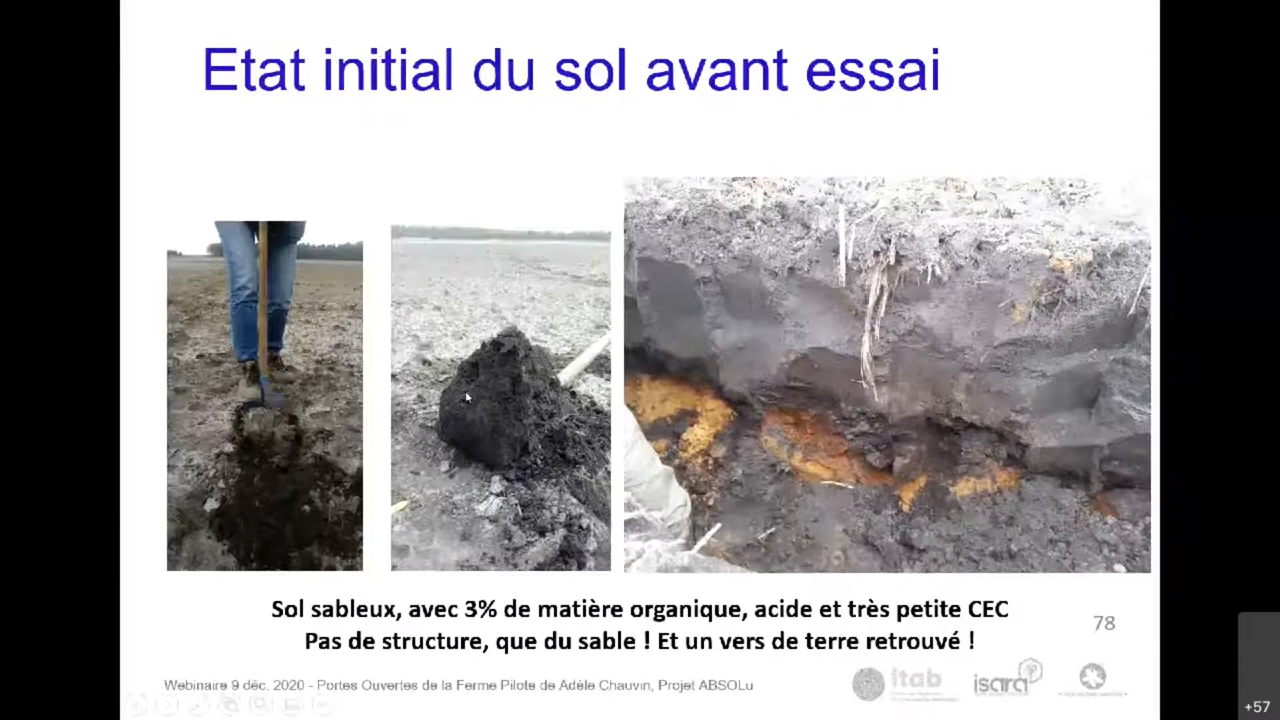 Etat initial du sol avant essai
Sol sableux, avec 3% de matière organique, acide et très petite CEC
Pas de structure, que du sable ! Et un vers de terre retrouvé !
78
Webinaire 9 déc. 2020 - Portes Ouvertes de la Ferme Pilote de Adèle Chauvin, Projet ABSOLu
itab
isara
+57